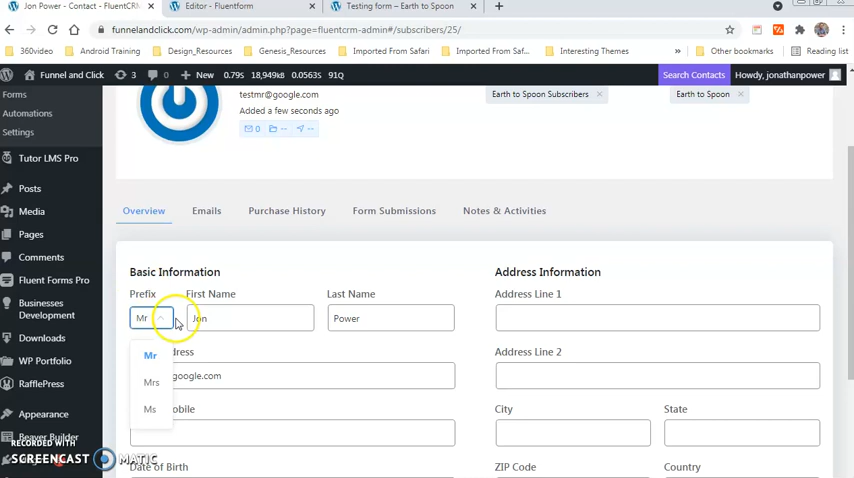 Jon Power - Contact - FluentCRM
Editor - Fluentform
Testing form – Earth to Spoon
funnelandclick.com/wp-admin/admin.php?page=fluentcrm-admin#/subscribers/25/
360video
Android Training
Design_Resources
Genesis_Resources
Imported From Safari
Imported From Saf...
Interesting Themes
»
Reading list
Funnel and Click
3
0
New
0.79s
18,949kB
0.0563s
91Q
Search Contacts
Howdy, jonathanpower
Forms
Automations
Settings
Tutor LMS Pro
Posts
Media
Pages
Comments
Fluent Forms Pro
Businesses
Newsletter
Downloads
WP Portfolio
RafflePress
Appearance
Beaver Builder
testmr@google.com
Added a few seconds ago
0
--
--
Earth to Spoon Subscribers
Earth to Spoon
Overview
Emails
Purchase History
Form Submissions
Notes & Activities
Basic Information
Address Information
Prefix
First Name
Last Name
Address Line 1
Mr
Jon
Power
Mr
Mrs
Ms
dress
google.com
Address Line 2
obile
City
State
Date of Birth
ZIP Code
Country
RECORDED WITH
SCREENCAST MATIC